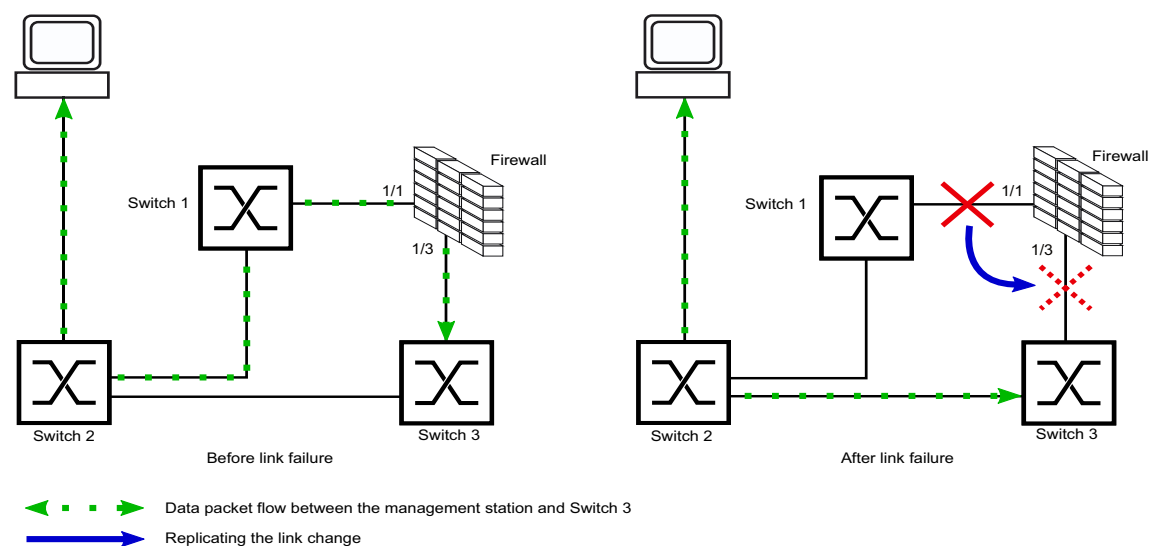 Firewall
1/1
Switch 1
1/3
Switch 2
Switch 3
Before link failure
Firewall
1/1
Switch 1
1/3
Switch 2
Switch 3
After link failure
Data packet flow between the management station and Switch 3
Replicating the link change